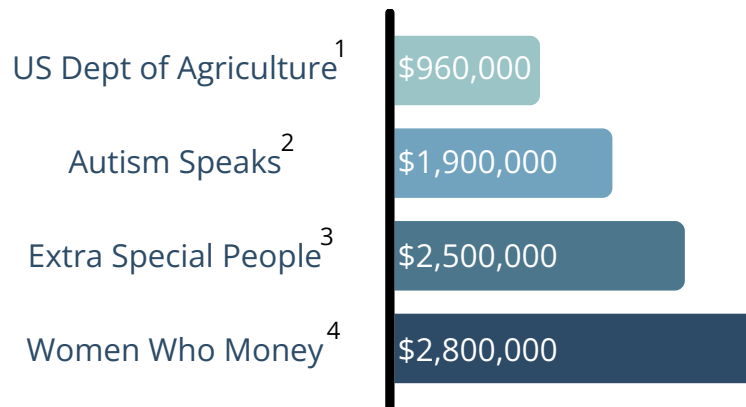 US Dept of Agriculture1 $960,000
Autism Speaks2 $1,900,000
Extra Special People3 $2,500,000
Women Who Money4 $2,800,000